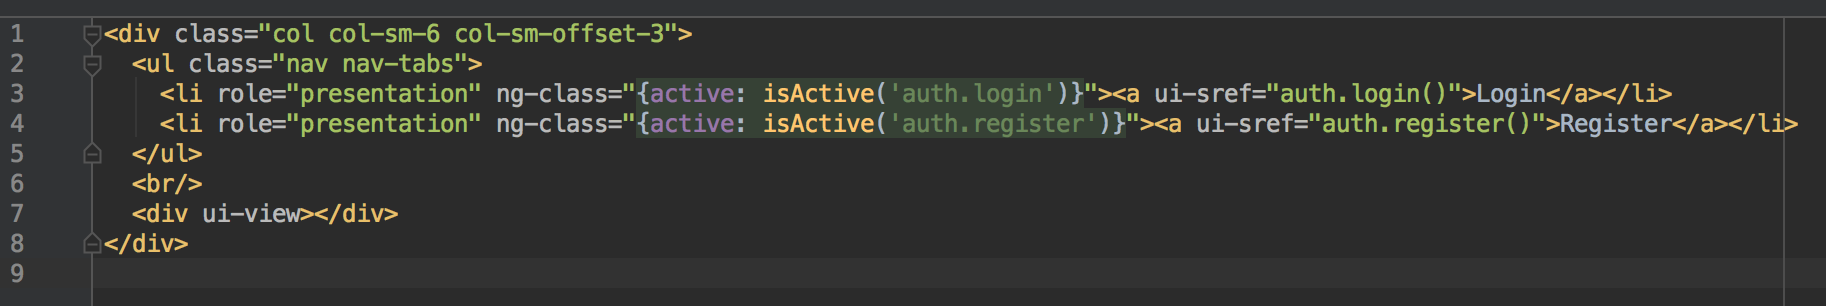 1 <div class="col col-sm-6 col-sm-offset-3">
2   <ul class="nav nav-tabs">
3     <li role="presentation" ng-class="{active: isActive('auth.login')}"><a ui-sref="auth.login()">Login</a></li>
4     <li role="presentation" ng-class="{active: isActive('auth.register')}"><a ui-sref="auth.register()">Register</a></li>
5   </ul>
6   <br/>
7   <div ui-view></div>
8 </div>
9